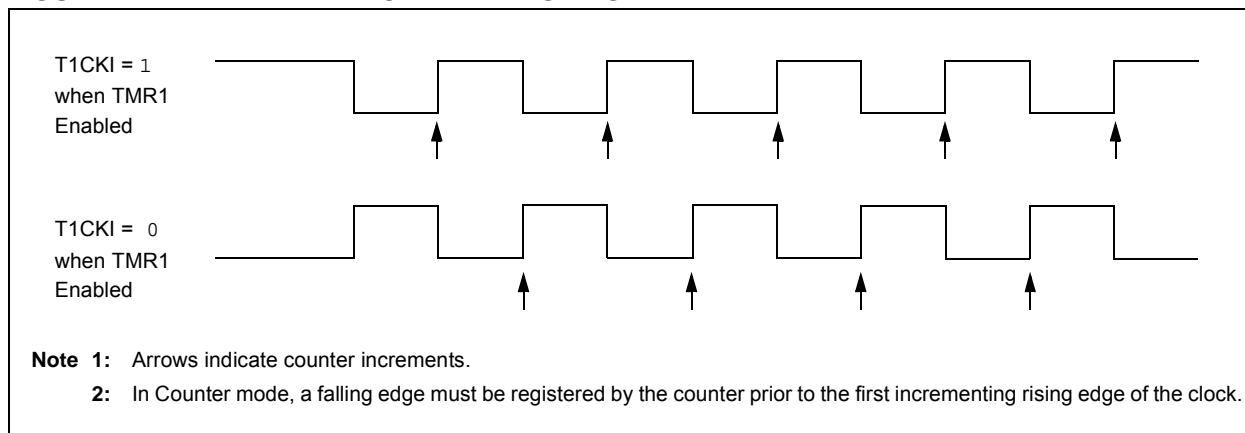 T1CKI = 1
when TMR1
Enabled
T1CKI = 0
when TMR1
Enabled
Note 1: Arrows indicate counter increments.
2: In Counter mode, a falling edge must be registered by the counter prior to the first incrementing rising edge of the clock.